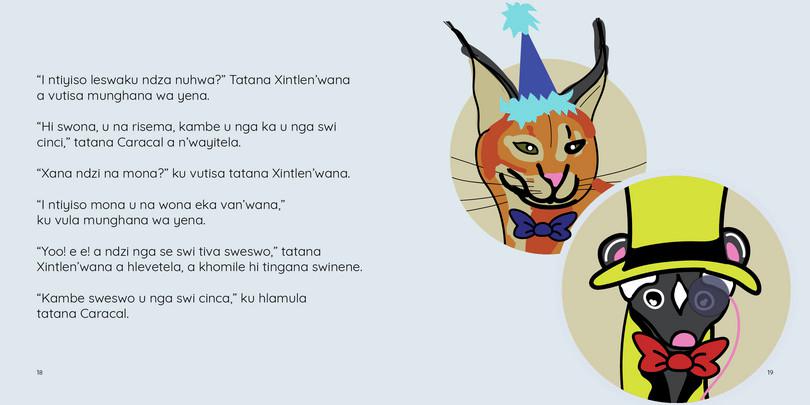 “I ntiyiso leswaku ndza nuhwa?” Tatana Xintlen’wana
a vutisa munghana wa yena.
“Hi swona, u na risema, kambe u nga ka u nga swi
cinci,” tatana Caracal a n’wayitela.
“Xana ndzi na mona?” ku vutisa tatana Xintlen’wana.
“I ntiyiso mona u na wona eka van’wana,”
ku vula munghana wa yena.
“Yoo! e e! a ndzi nga se swi tiva sweswo,” tatana
Xintlen’wana a hlevetela, a khomile hi tingana swinene.
“Kambe sweswo u nga swi cinca,” ku hlamula
tatana Caracal.
18
19